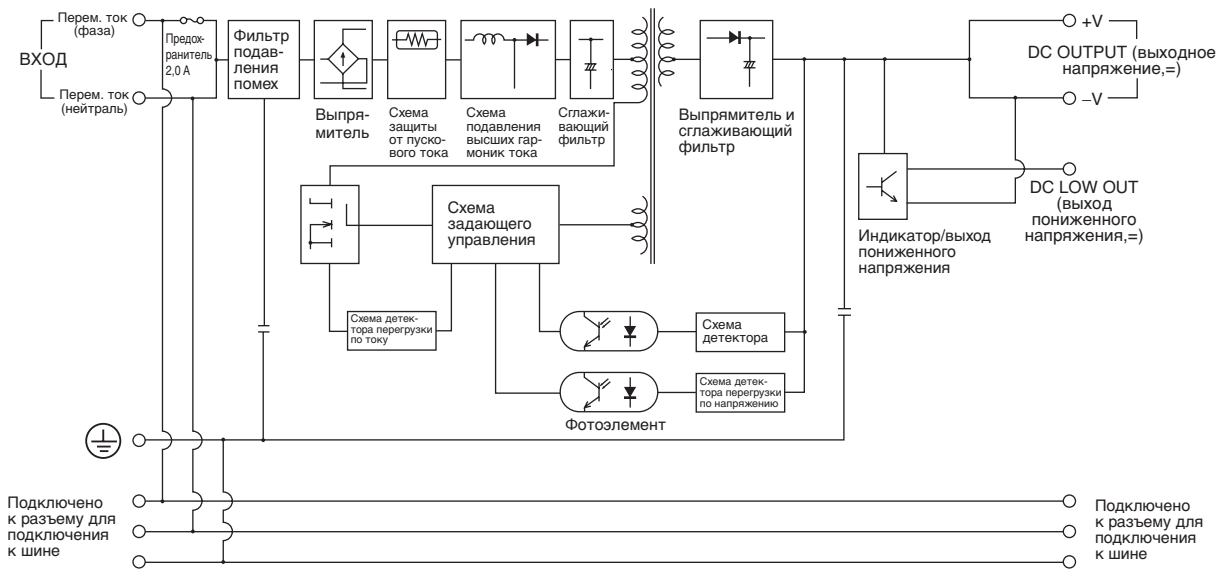 Перем. ток
(фаза)
ВХОД
Перем. ток
(нейтраль)
Предох-
ранитель
2,0 А
Фильтр
подав-
ления
помех
Выпря-
митель
Схема
защиты
от пуско-
вого тока
Схема
подавления
высших гар-
моник тока
Сглажи-
вающий
фильтр
Выпрямитель и
сглаживающий
фильтр
+V
DC OUTPUT (выходное
напряжение,=)
–V
DC LOW OUT
(выход
пониженного
напряжения,=)
Индикатор/выход
пониженного
напряжения
Схема
задающего
управления
Схема детек-
тора перегрузки
по току
Схема
детектора
Схема детек-
тора перегрузки
по напряжению
Фотоэлемент
Подключено
к разъему для
подключения
к шине
Подключено
к разъему для
подключения
к шине